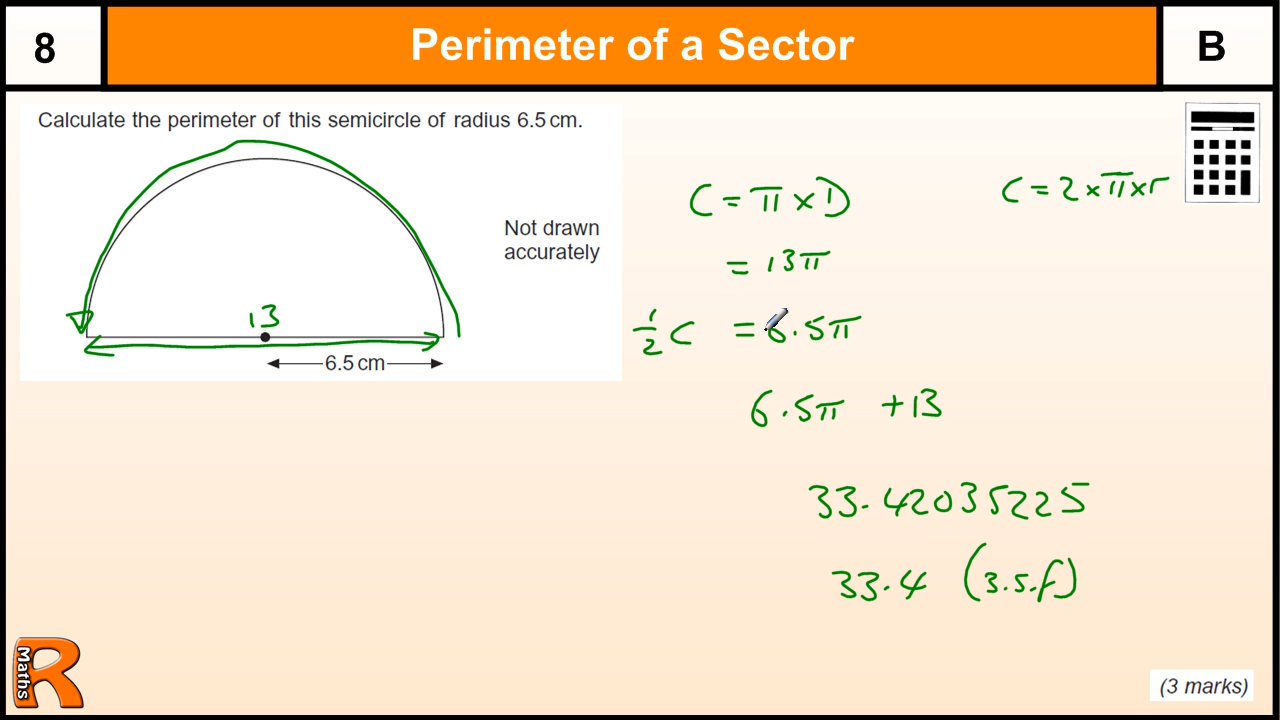 8
Perimeter of a Sector
B
Calculate the perimeter of this semicircle of radius 6.5 cm.
Not drawn
accurately
13
6.5 cm
C = π × D
C = 2 × π × r
= 13π
½ C = 6.5π
6.5π + 13
33.42035225
33.4 (3.s.f)
R
Maths
(3 marks)